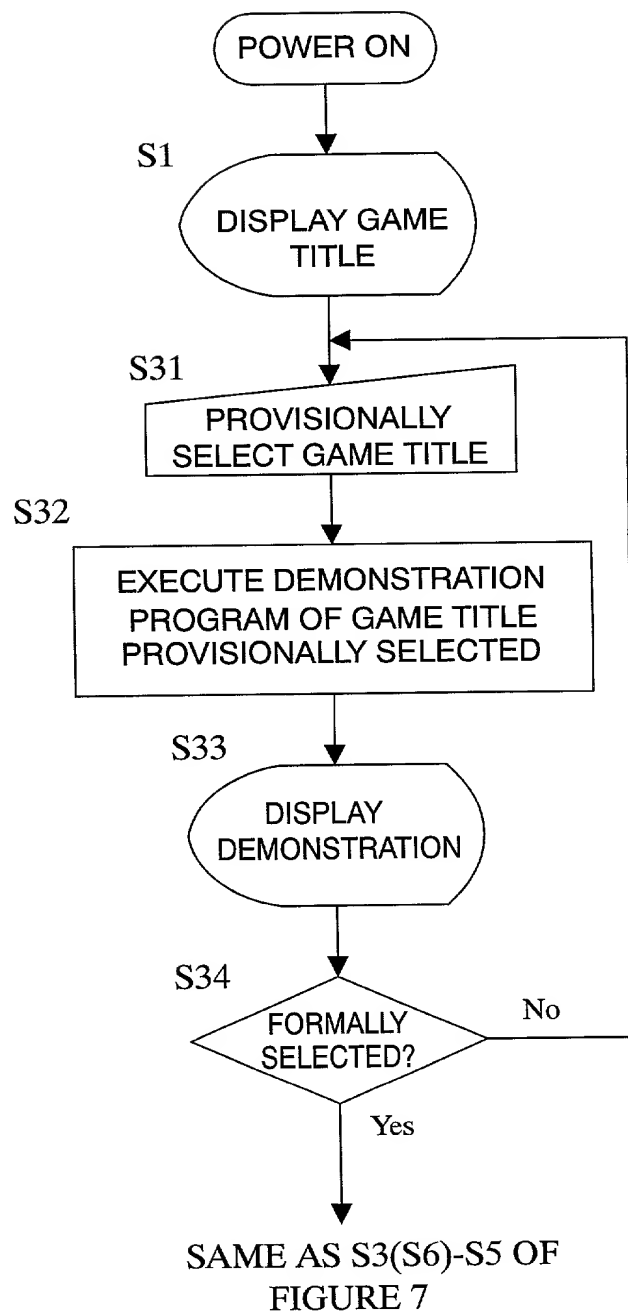 POWER ON
S1
DISPLAY GAME
TITLE
S31
PROVISIONALLY
SELECT GAME TITLE
S32
EXECUTE DEMONSTRATION
PROGRAM OF GAME TITLE
PROVISIONALLY SELECTED
S33
DISPLAY
DEMONSTRATION
S34
FORMALLY
SELECTED?
No
Yes
SAME AS S3(S6)-S5 OF
FIGURE 7